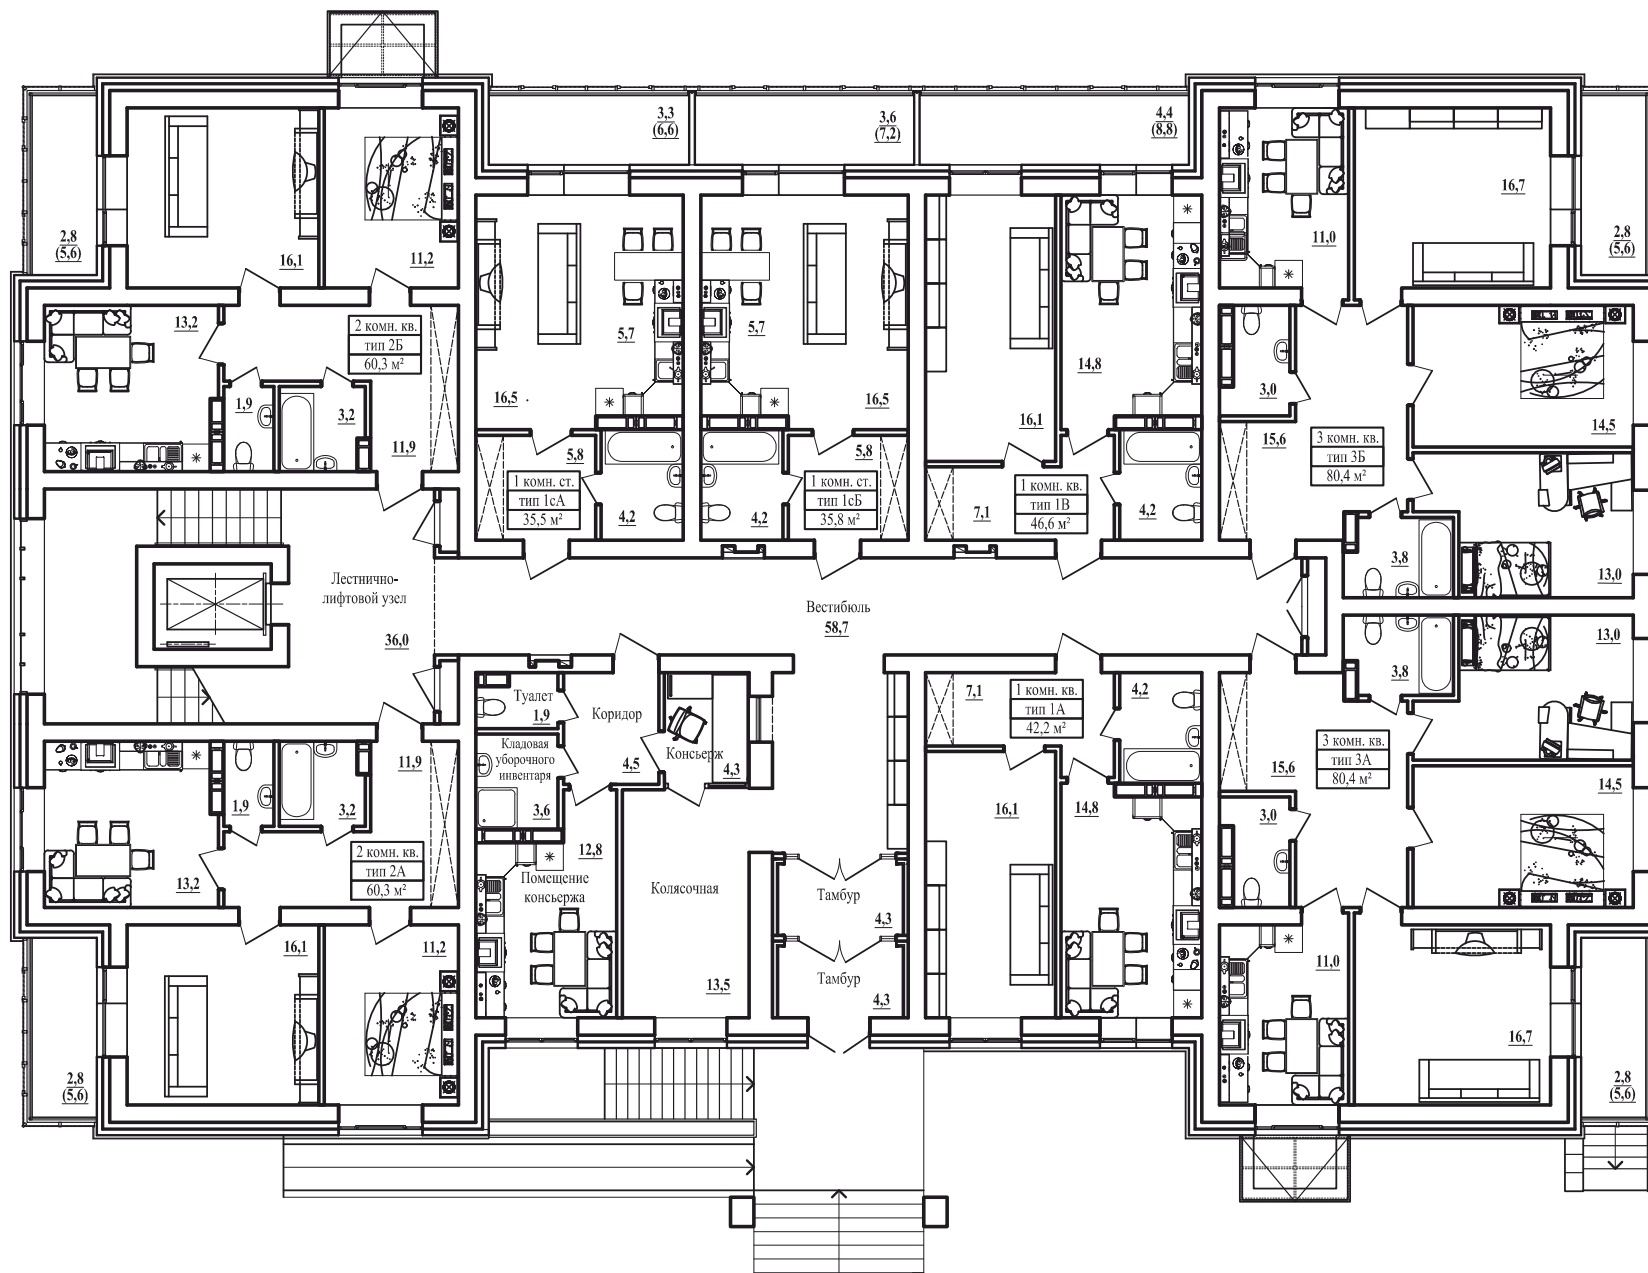 3,3
(6,6)
3,6
(7,2)
4,4
(8,8)
2,8
(5,6)
16,1
11,2
11,0
16,7
2,8
(5,6)
13,2
2 комн. кв.
тип 2Б
60,3 м²
1,9
3,2
11,9
5,7
16,5
5,8
1 комн. ст.
тип 1сА
35,5 м²
4,2
5,7
16,5
5,8
1 комн. ст.
тип 1сБ
35,8 м²
4,2
14,8
16,1
7,1
1 комн. кв.
тип 1В
46,6 м²
4,2
3,0
15,6
3 комн. кв.
тип 3Б
80,4 м²
14,5
3,8
13,0
Лестнично-
лифтовой узел
36,0
Вестибюль
58,7
Туалет
1,9
Коридор
4,5
Консьерж
4,3
Кладовая
уборочного
инвентаря
3,6
7,1
1 комн. кв.
тип 1А
42,2 м²
4,2
3,8
13,0
15,6
3 комн. кв.
тип 3А
80,4 м²
14,5
3,0
11,9
1,9
3,2
2 комн. кв.
тип 2А
60,3 м²
13,2
12,8
Помещение
консьержа
Колясочная
13,5
Тамбур
4,3
Тамбур
4,3
16,1
14,8
16,1
11,2
11,0
16,7
2,8
(5,6)
2,8
(5,6)